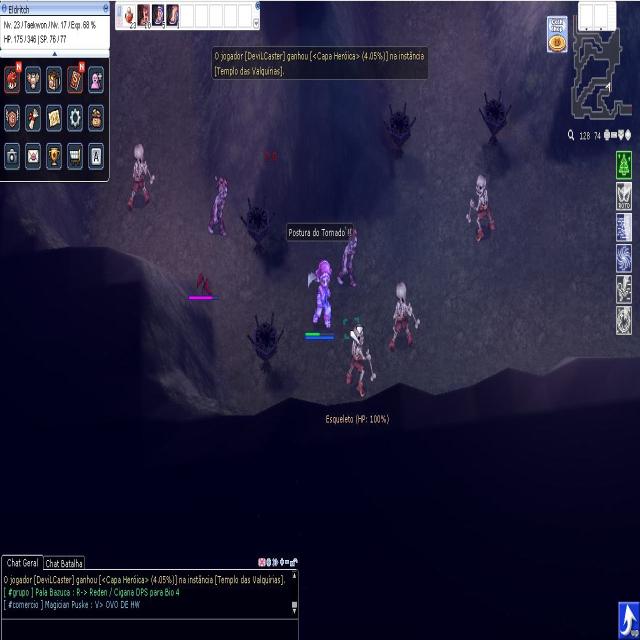 Eldritch
Nv. 23 / Taekwon / Nv. 17 / Exp. 68 %
HP. 175 / 346 | SP. 76 / 77
O jogador [DeviLCaster] ganhou [<Capa Heróica> (4.05%)] na instância
[Templo das Valquírias].
128 74
Postura do Tornado !!
Esqueleto (HP: 100%)
Chat Geral Chat Batalha
O jogador [DeviLCaster] ganhou [<Capa Heróica> (4.05%)] na instância [Templo das Valquírias].
[ #grupo ] Pala Bazuca : R-> Reden / Cigana DPS para Bio 4
[ #comercio ] Magician Puske : V> OVO DE HW